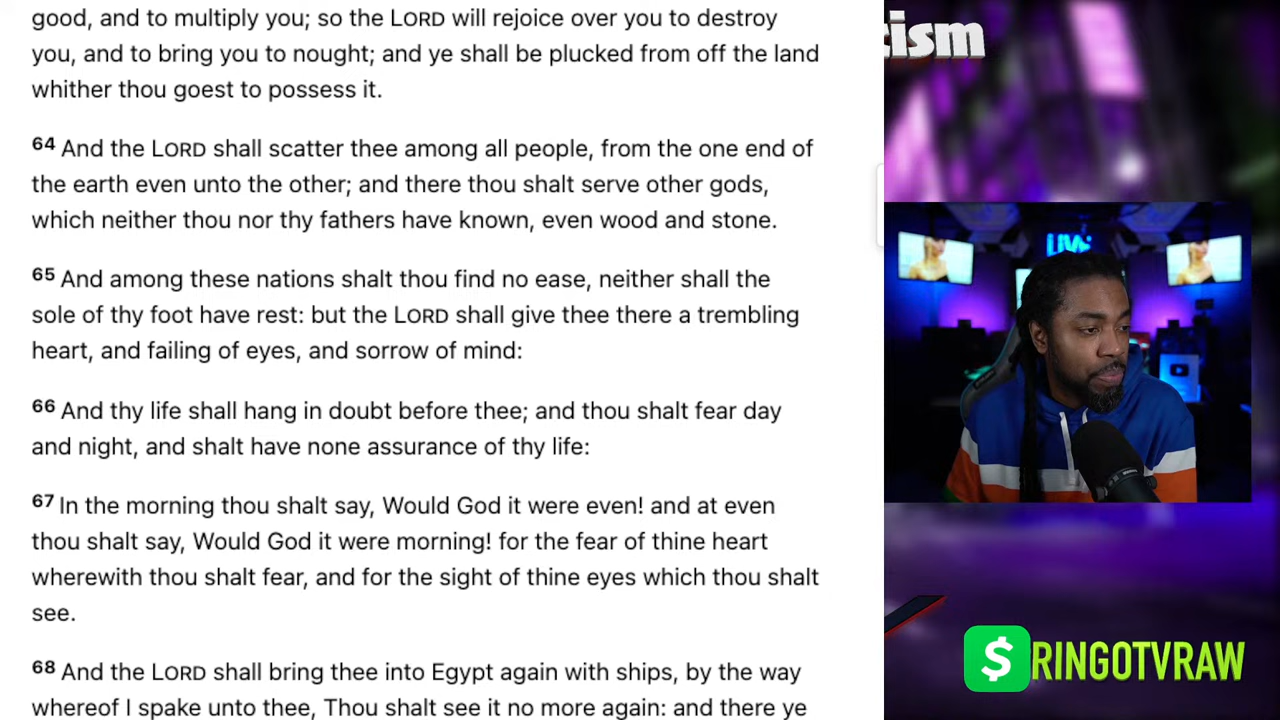 good, and to multiply you; so the LORD will rejoice over you to destroy
you, and to bring you to nought; and ye shall be plucked from off the land
whither thou goest to possess it.
64 And the LORD shall scatter thee among all people, from the one end of
the earth even unto the other; and there thou shalt serve other gods,
which neither thou nor thy fathers have known, even wood and stone.
65 And among these nations shalt thou find no ease, neither shall the
sole of thy foot have rest: but the LORD shall give thee there a trembling
heart, and failing of eyes, and sorrow of mind:
66 And thy life shall hang in doubt before thee; and thou shalt fear day
and night, and shalt have none assurance of thy life:
67 In the morning thou shalt say, Would God it were even! and at even
thou shalt say, Would God it were morning! for the fear of thine heart
wherewith thou shalt fear, and for the sight of thine eyes which thou shalt
see.
68 And the LORD shall bring thee into Egypt again with ships, by the way
whereof I spake unto thee, Thou shalt see it no more again: and there ye
cism
LIVE
$RINGOTVRAW